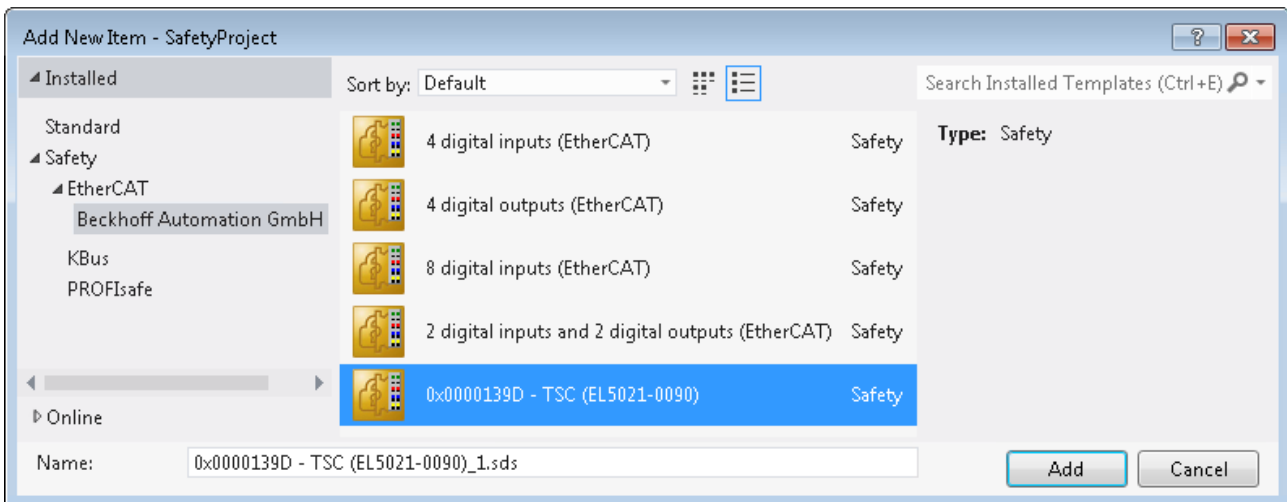 Add New Item - SafetyProject
Installed
Sort by: Default
Search Installed Templates (Ctrl+E)
Standard
Safety
EtherCAT
Beckhoff Automation GmbH
KBus
PROFIsafe
Online
4 digital inputs (EtherCAT) Safety
4 digital outputs (EtherCAT) Safety
8 digital inputs (EtherCAT) Safety
2 digital inputs and 2 digital outputs (EtherCAT) Safety
0x0000139D - TSC (EL5021-0090) Safety
Type: Safety
Name: 0x0000139D - TSC (EL5021-0090)_1.sds
Add Cancel